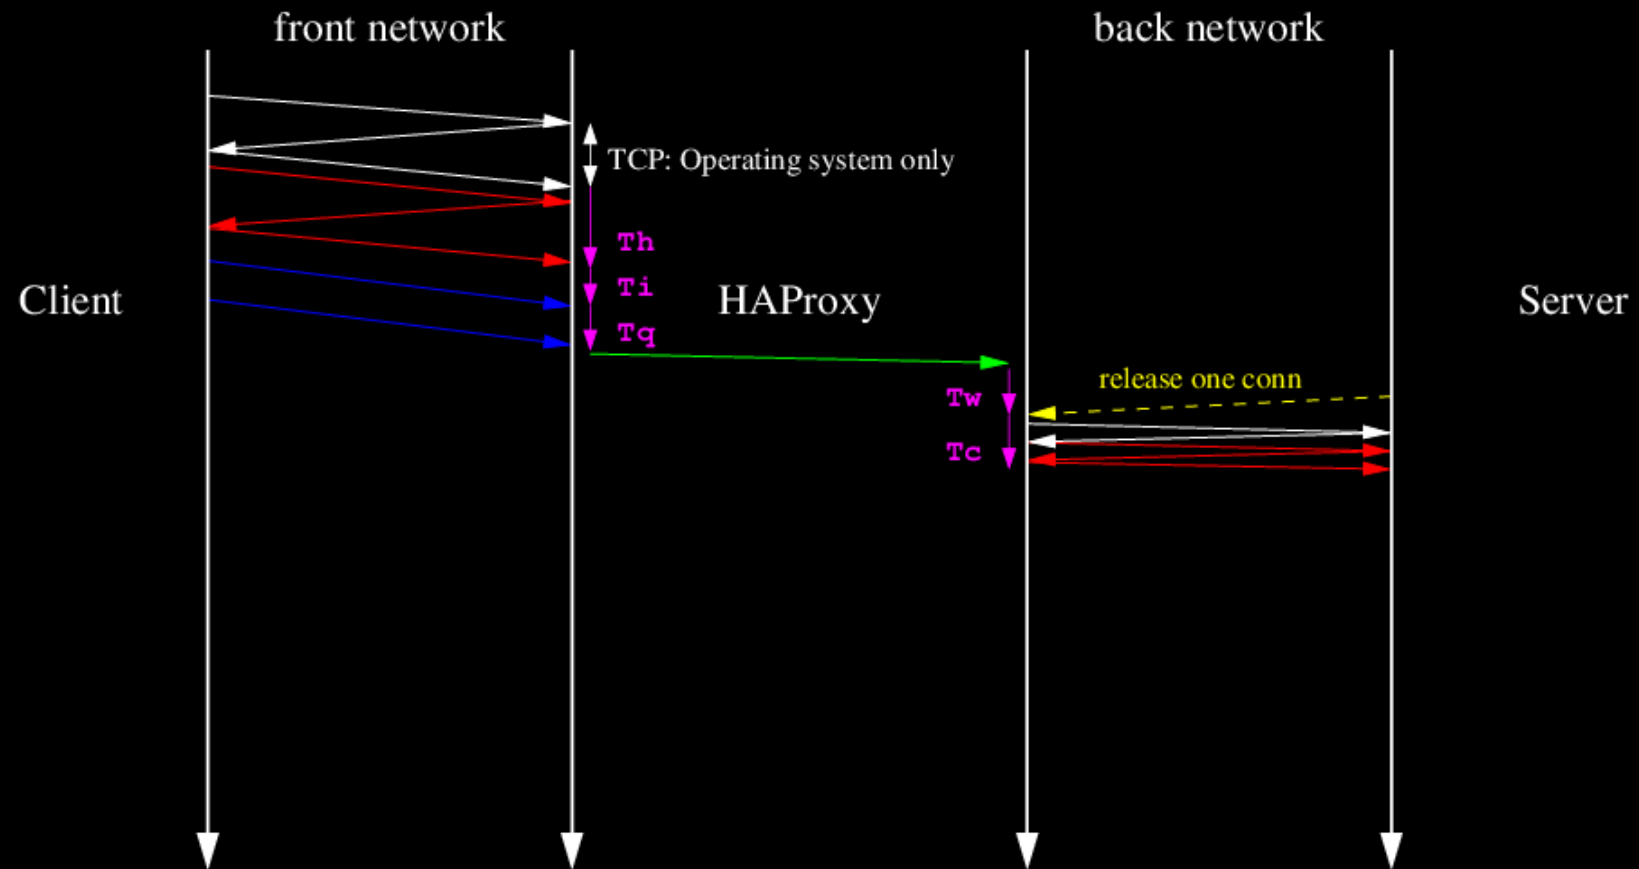 front network
back network
TCP: Operating system only
Th
Ti
Client
HAProxy
Server
Tq
release one conn
Tw
Tc